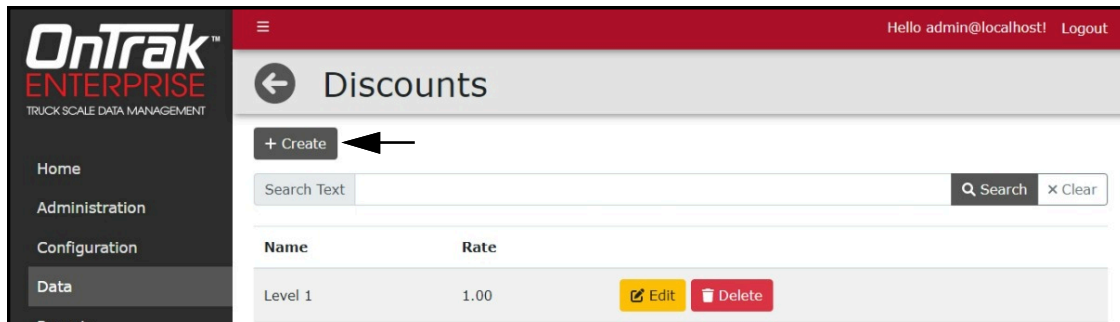 OnTrak™
ENTERPRISE
TRUCK SCALE DATA MANAGEMENT
Home
Administration
Configuration
Data
Hello admin@localhost! Logout
Discounts
+ Create
Search Text Search × Clear
Name Rate
Level 1 1.00 Edit Delete